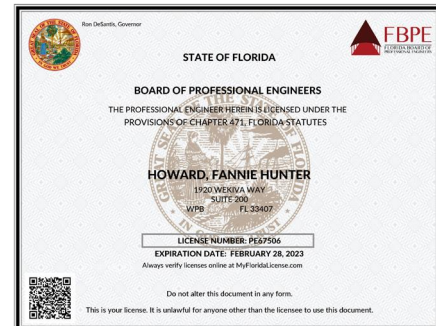 Ron DeSantis, Governor
FBPE
FLORIDA BOARD OF
PROFESSIONAL ENGINEERS
STATE OF FLORIDA
BOARD OF PROFESSIONAL ENGINEERS
THE PROFESSIONAL ENGINEER HEREIN IS LICENSED UNDER THE
PROVISIONS OF CHAPTER 471, FLORIDA STATUTES
HOWARD, FANNIE HUNTER
1920 WEKIVA WAY
SUITE 200
WPB FL 33407
LICENSE NUMBER: PE67506
EXPIRATION DATE: FEBRUARY 28, 2023
Always verify licenses online at MyFloridaLicense.com
Do not alter this document in any form.
This is your license. It is unlawful for anyone other than the licensee to use this document.